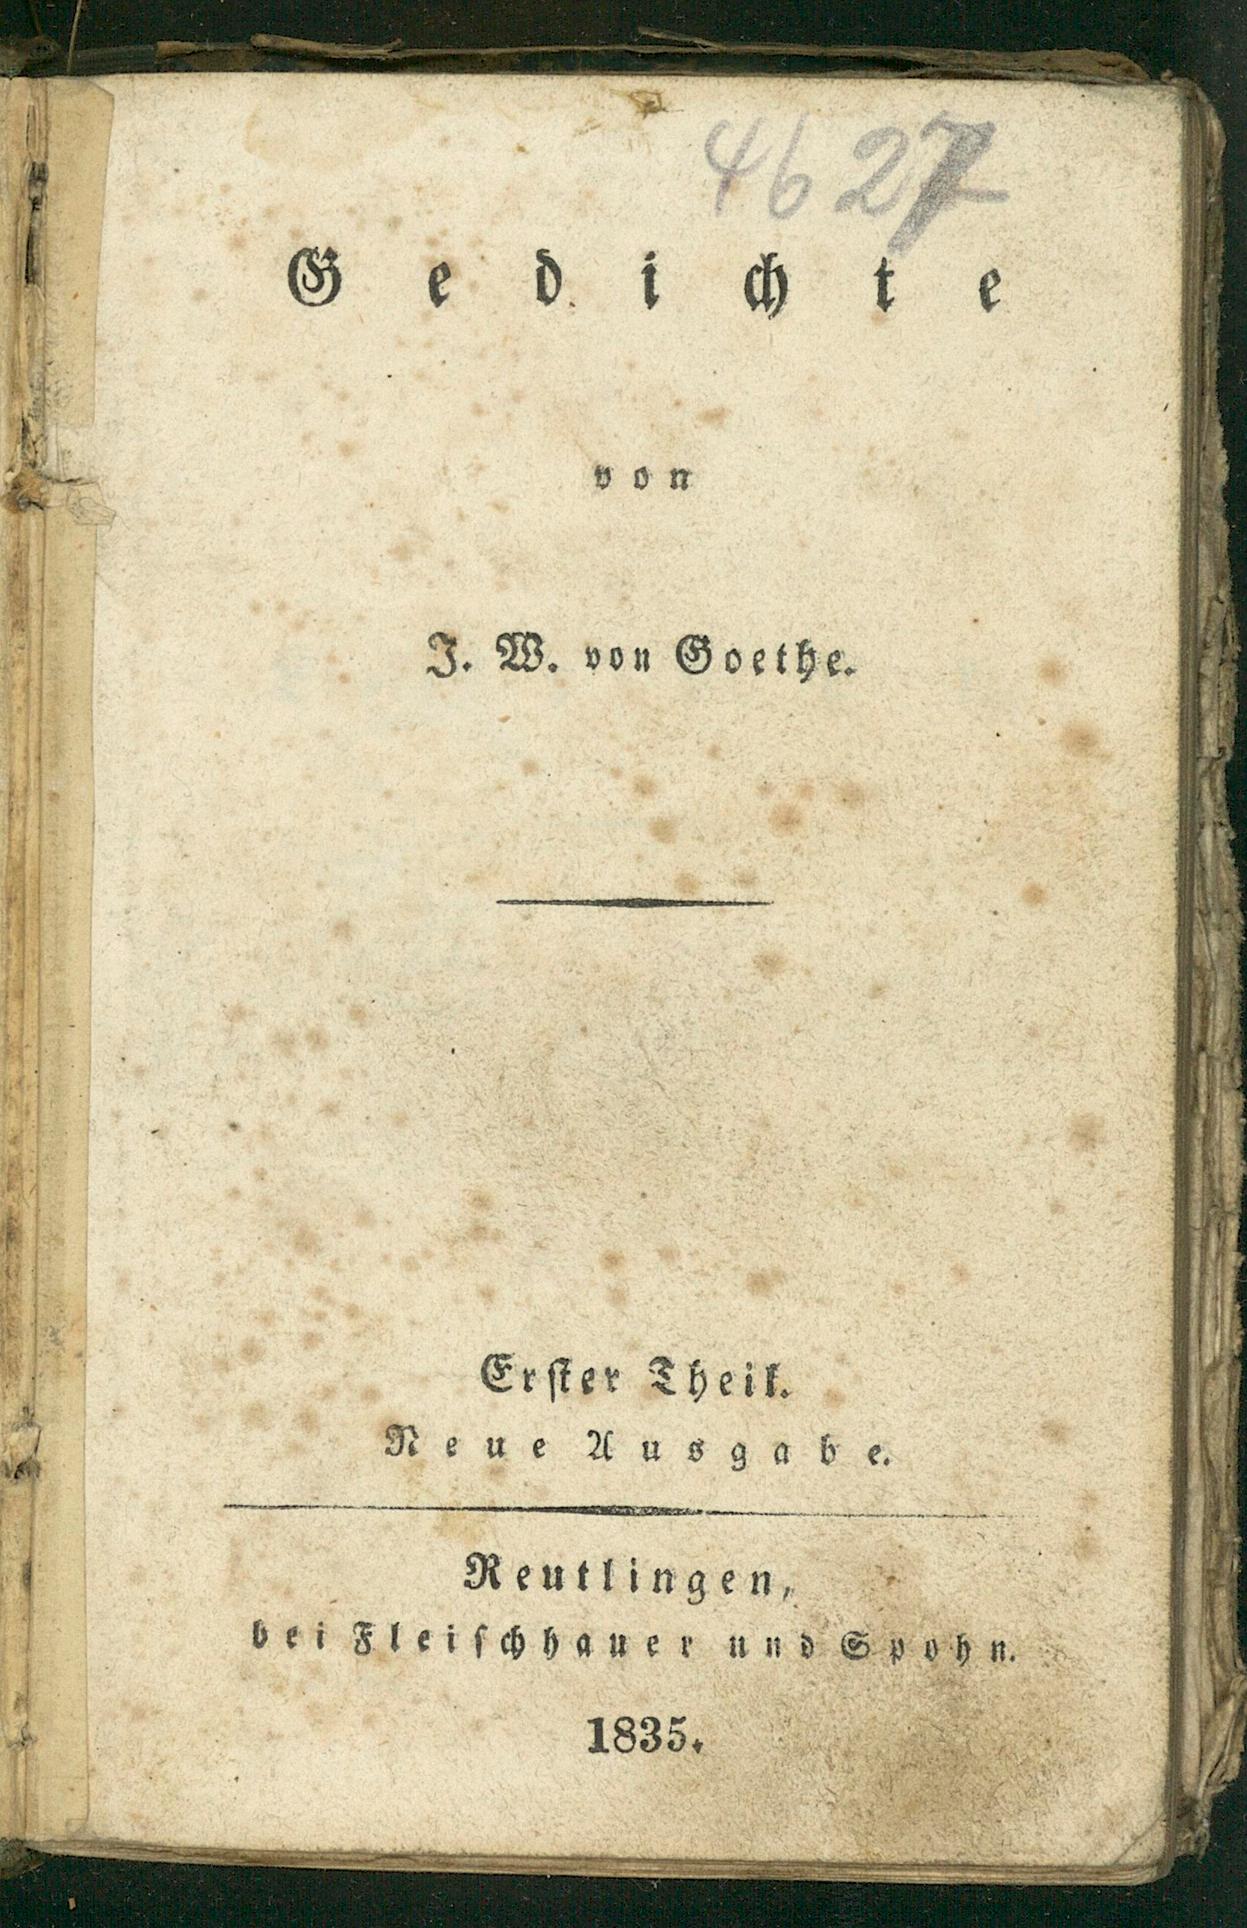 4627
Gedichte
von
J. W. von Goethe.
Erſter Theil.
Neue Ausgabe.
Reutlingen,
bei Fleiſchhauer und Spohn.
1835.